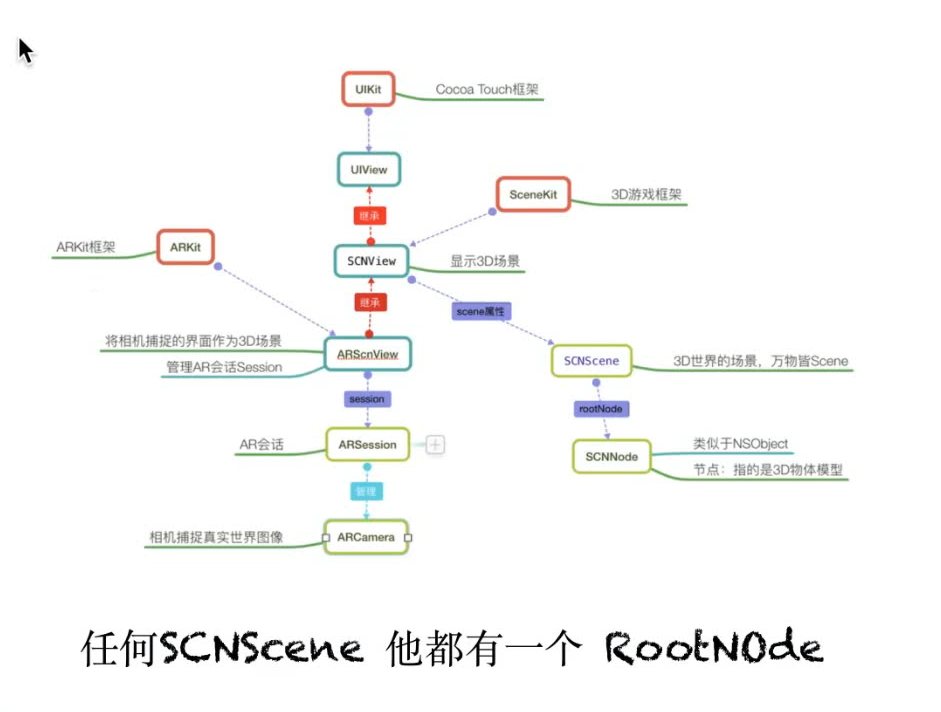 UIKit
Cocoa Touch框架
UIView
SceneKit
3D游戏框架
继承
ARKit框架
ARKit
SCNView
显示3D场景
继承
scene属性
将相机捕捉的界面作为3D场景
ARScnView
管理AR会话Session
SCNScene
3D世界的场景，万物皆Scene
session
rootNode
AR会话
ARSession
类似于NSObject
SCNNode
节点：指的是3D物体模型
管理
相机捕捉真实世界图像
ARCamera
任何SCNScene 他都有一个 RootN0de